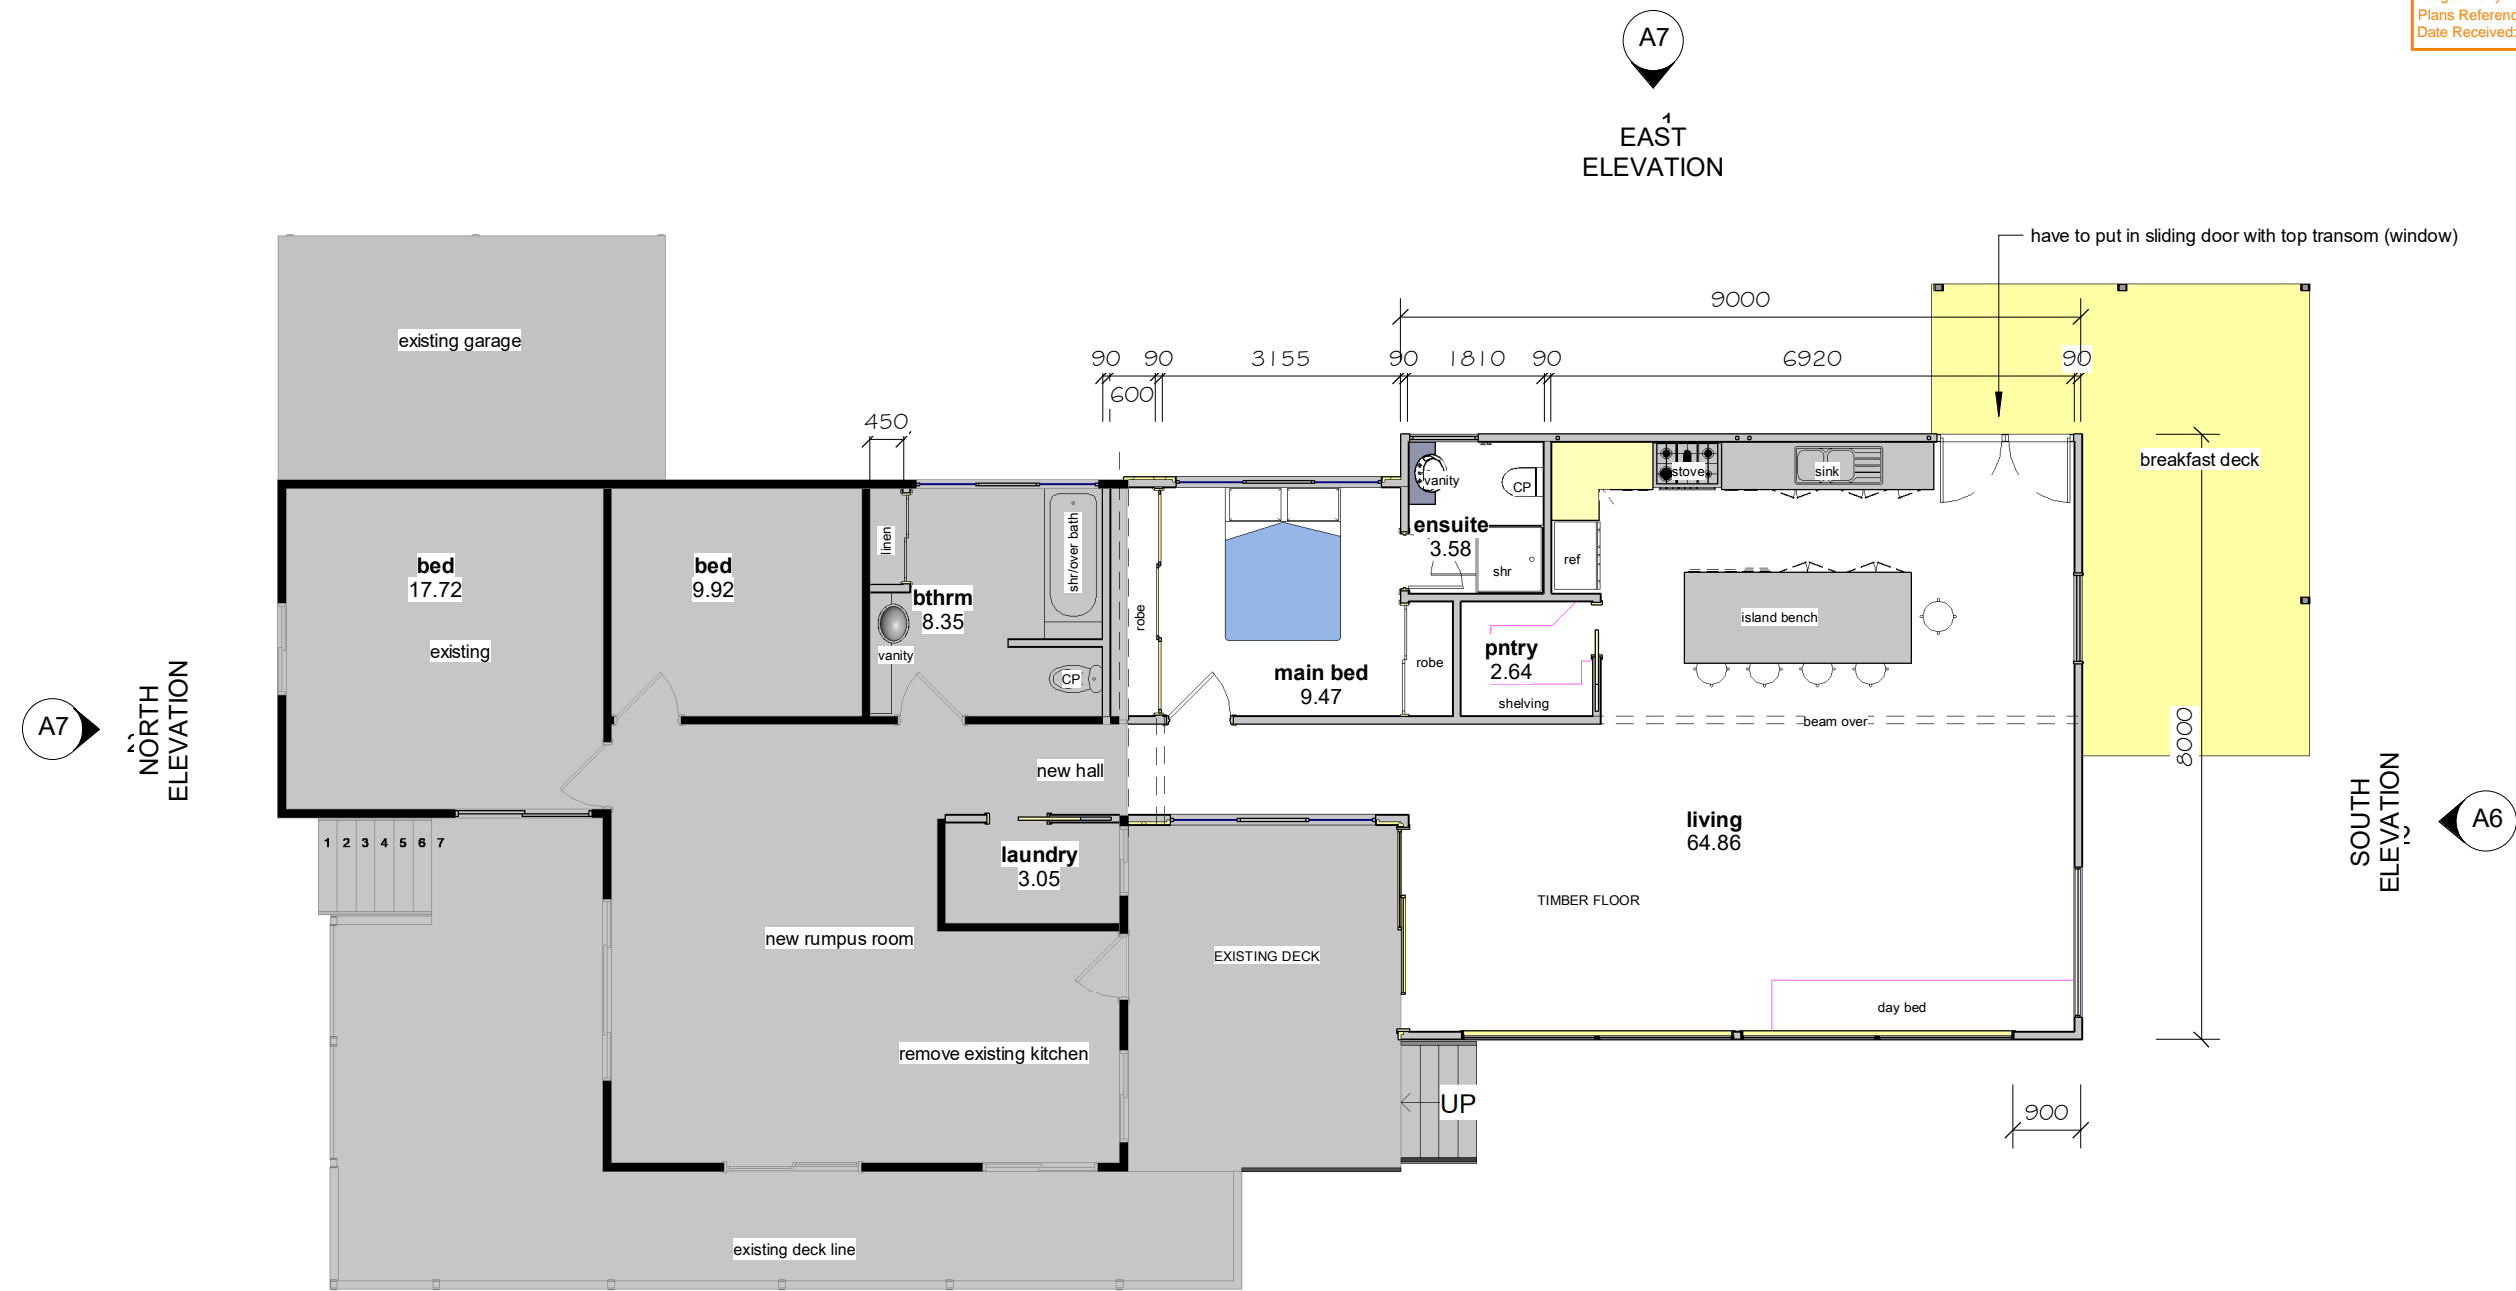 Plans Referenc
Date Received:
A7
1
EAST
ELEVATION
have to put in sliding door with top transom (window)
9000
90 90 3155 90 1810 90 6920 90
600
450
existing garage
breakfast deck
vanity
CP
stove
sink
linen
shr/over bath
ensuite
3.58
shr
ref
bed
17.72
existing
bed
9.92
bthrm
8.35
vanity
CP
robe
main bed
9.47
robe
pntry
2.64
shelving
island bench
beam over
8000
A7
2
NORTH
ELEVATION
new hall
living
64.86
SOUTH
ELEVATION
A6
1 2 3 4 5 6 7
laundry
3.05
TIMBER FLOOR
new rumpus room
EXISTING DECK
day bed
remove existing kitchen
UP
900
existing deck line